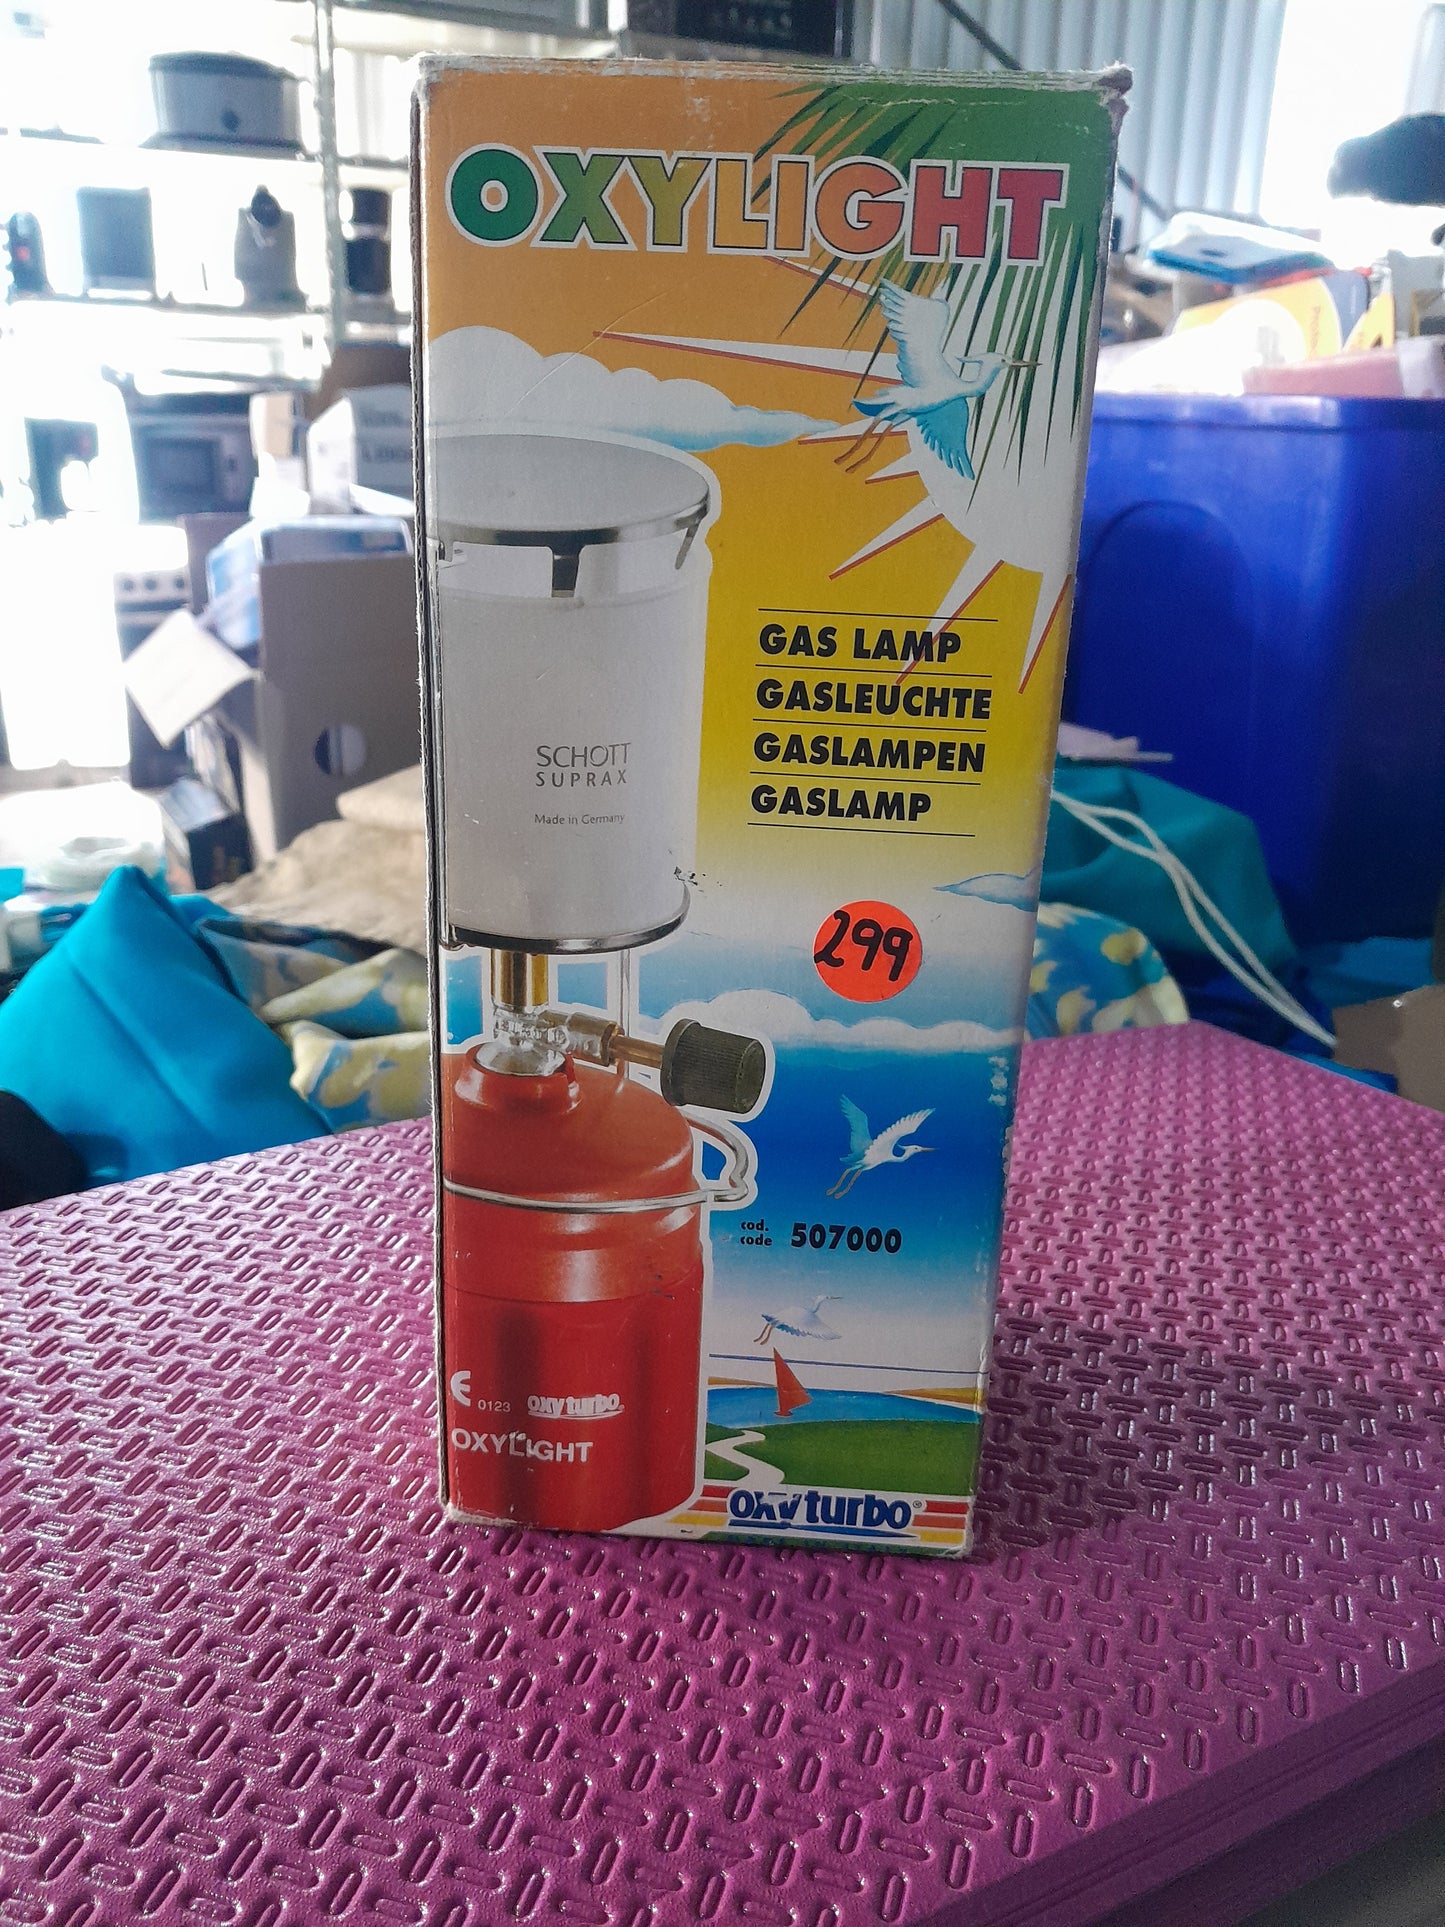 OXYLIGHT
GAS LAMP
GASLEUCHTE
GASLAMPEN
GASLAMP
SCHOTT
SUPRAX
Made in Germany
299
cod.
code 507000
CE 0123 oxyturbo
OXYLIGHT
oxyturbo®